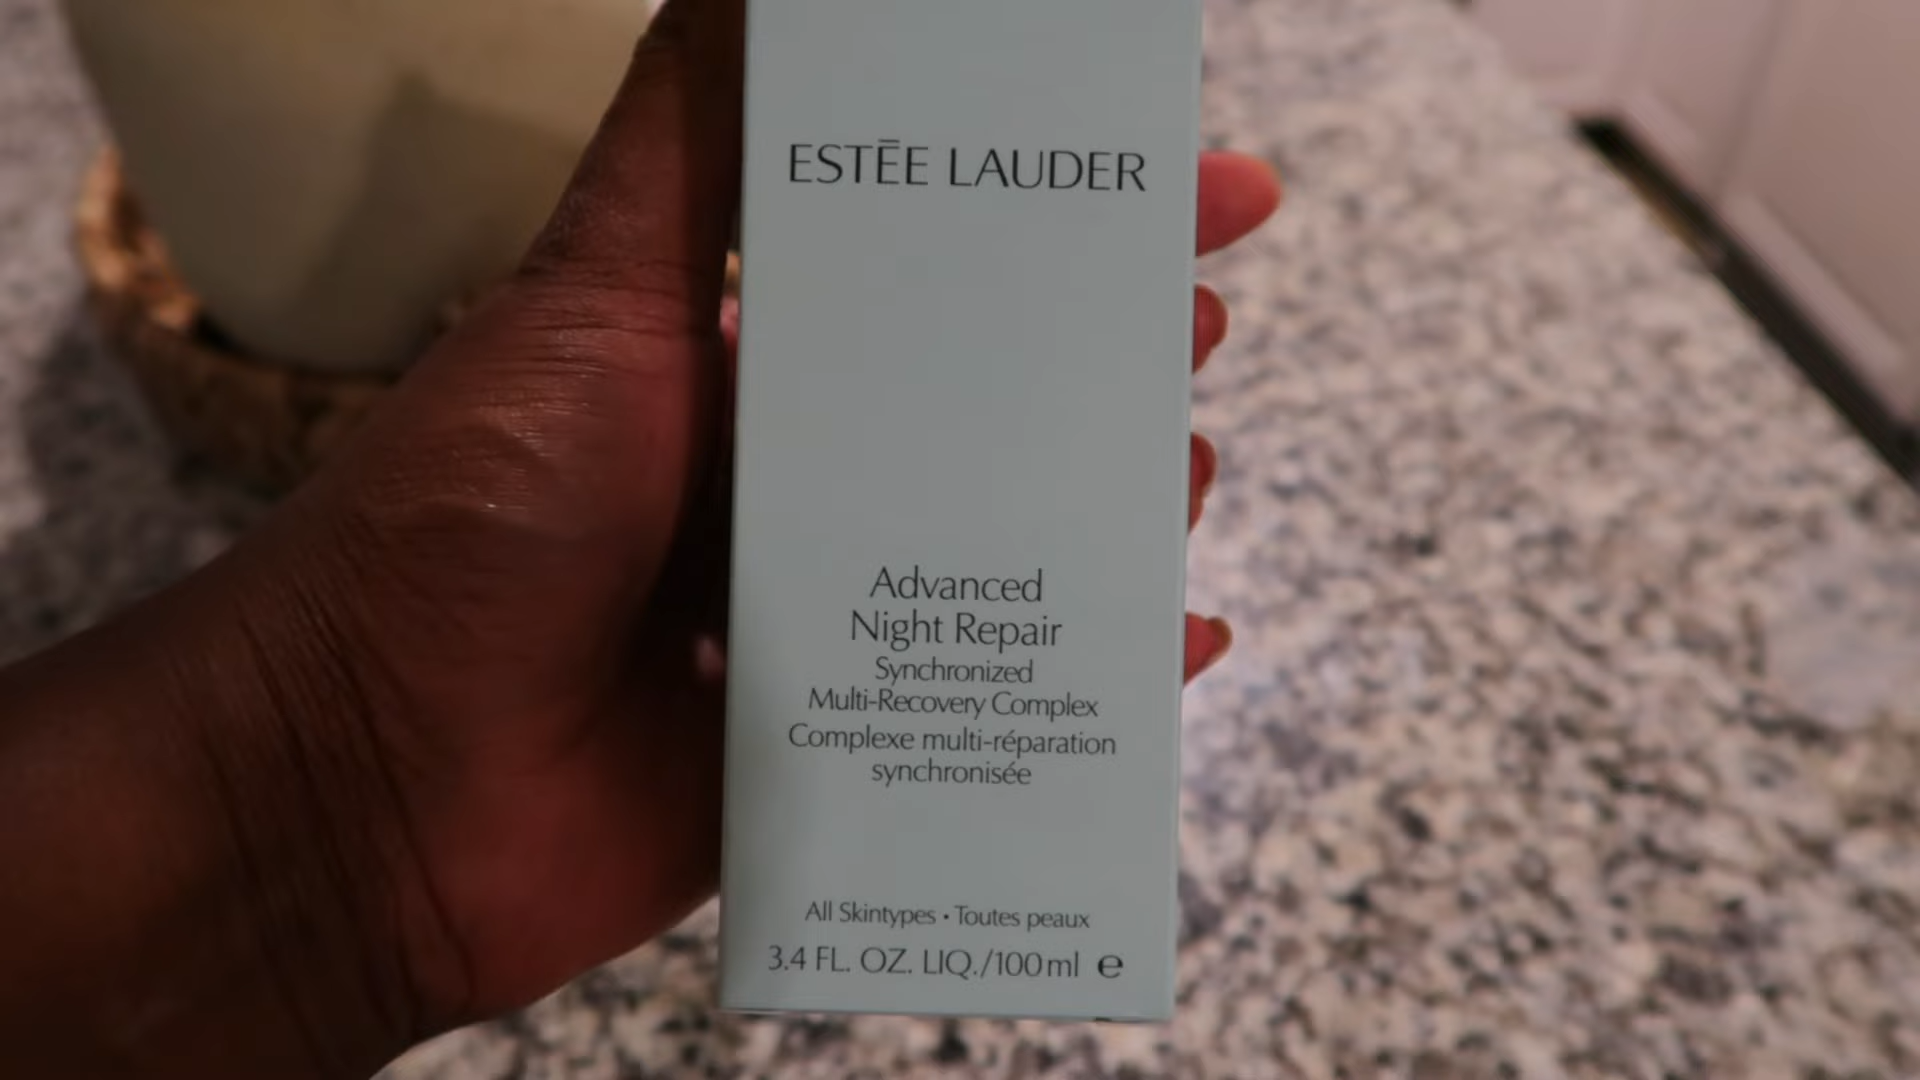 ESTĒE LAUDER
Advanced
Night Repair
Synchronized
Multi-Recovery Complex
Complexe multi-réparation
synchronisée
All Skintypes • Toutes peaux
3.4 FL. OZ. LIQ./100ml ℮